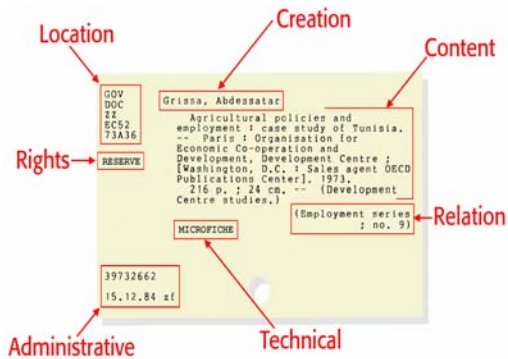 Location
Creation
Content
GOV
DOC
ZZ
EC52
73A36
Grissa, Abdessatar
Agricultural policies and
employment : case study of Tunisia.
-- Paris : Organisation for
Economic Co-operation and
Development, Development Centre ;
[Washington, D.C. : Sales agent OECD
Publications Center], 1973.
216 p. ; 24 cm. -- (Development
Centre studies.)
Rights
RESERVE
(Employment series
; no. 9)
Relation
MICROFICHE
39732662
15.12.84 zf
Administrative
Technical